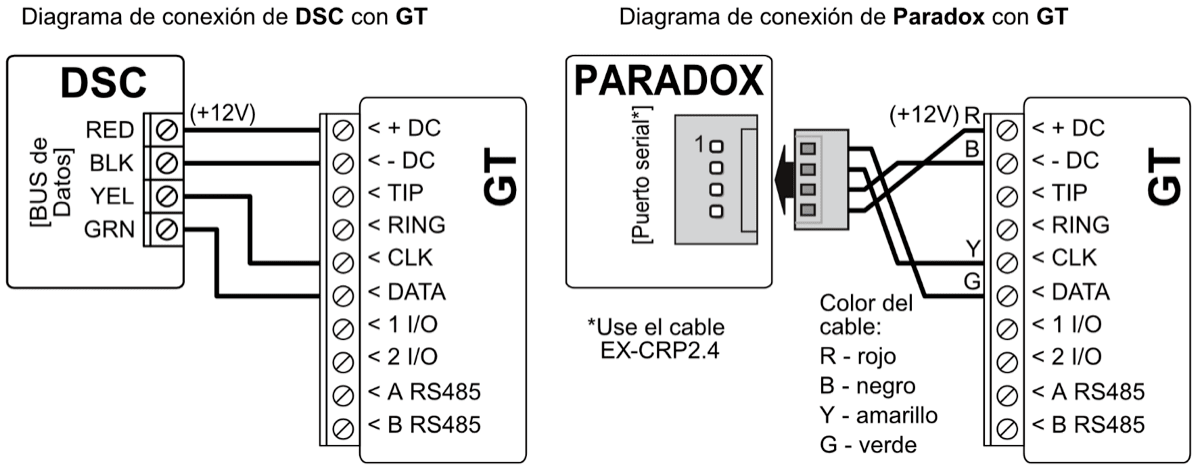 Diagrama de conexión de DSC con GT
DSC
[BUS de
Datos]
RED
BLK
YEL
GRN
(+12V)
< + DC
< - DC
< TIP
< RING
< CLK
< DATA
< 1 I/O
< 2 I/O
< A RS485
< B RS485
GT
Diagrama de conexión de Paradox con GT
PARADOX
[Puerto serial*]
1
*Use el cable
EX-CRP2.4
(+12V) R
B
Y
G
Color del
cable:
R - rojo
B - negro
Y - amarillo
G - verde
< + DC
< - DC
< TIP
< RING
< CLK
< DATA
< 1 I/O
< 2 I/O
< A RS485
< B RS485
GT